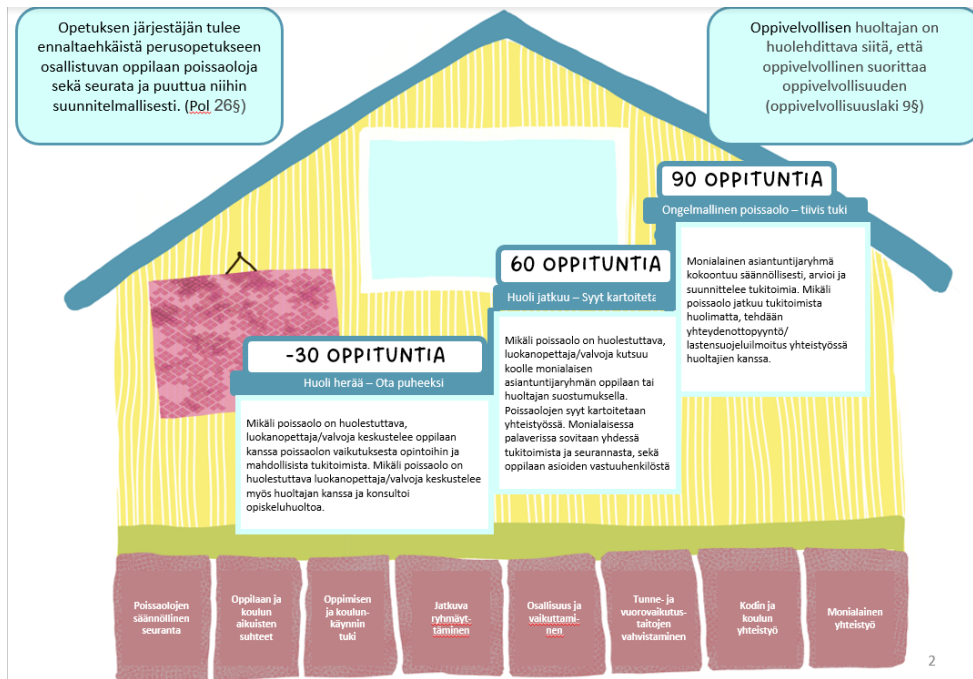 Opetuksen järjestäjän tulee
ennaltaehkäistä perusopetukseen
osallistuvan oppilaan poissaoloja
sekä seurata ja puuttua niihin
suunnitelmallisesti. (Pol 26§)
Oppivelvollisen huoltajan on
huolehdittava siitä, että
oppivelvollinen suorittaa
oppivelvollisuuden
(oppivelvollisuuslaki 9§)
90 OPPITUNTIA
Ongelmallinen poissaolo – tiivis tuki
Monialainen asiantuntijaryhmä
kokoontuu säännöllisesti, arvioi ja
suunnittelee tukitoimia. Mikäli
poissaolo jatkuu tukitoimista
huolimatta, tehdään
yhteydenottopyyntö/
lastensuojeluilmoitus yhteistyössä
huoltajien kanssa.
60 OPPITUNTIA
Huoli jatkuu – Syyt kartoiteta
Mikäli poissaolo on huolestuttava,
luokanopettaja/valvoja kutsuu
koolle monialaisen
asiantuntijaryhmän oppilaan tai
huoltajan suostumuksella.
Poissaolojen syyt kartoitetaan
yhteistyössä. Monialaisessa
palaverissa sovitaan yhdessä
tukitoimista ja seurannasta, sekä
oppilaan asioiden vastuuhenkilöstä
-30 OPPITUNTIA
Huoli herää – Ota puheeksi
Mikäli poissaolo on huolestuttava,
luokanopettaja/valvoja keskustelee oppilaan
kanssa poissaolon vaikutuksesta opintoihin ja
mahdollisista tukitoimista. Mikäli poissaolo on
huolestuttava luokanopettaja/valvoja keskustelee
myös huoltajan kanssa ja konsultoi
opiskeluhuoltoa.
Poissaolojen
säännöllinen
seuranta
Oppilaan ja
koulun
aikuisten
suhteet
Oppimisen
ja koulun-
käynnin
tuki
Jatkuva
ryhmäyt-
täminen
Osallisuus ja
vaikuttami-
nen
Tunne- ja
vuorovaikutus-
taitojen
vahvistaminen
Kodin ja
koulun
yhteistyö
Monialainen
yhteistyö
2